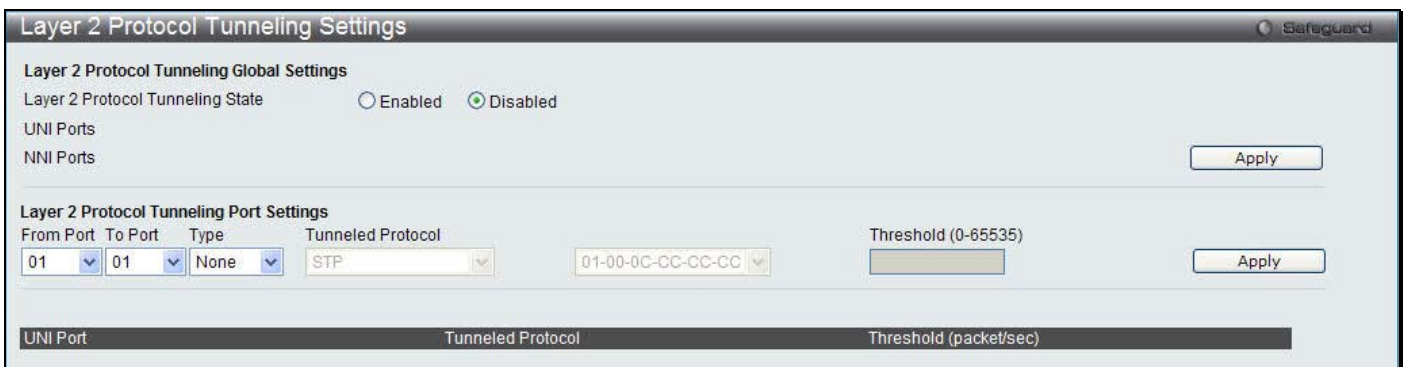 Layer 2 Protocol Tunneling Settings
Safeguard
Layer 2 Protocol Tunneling Global Settings
Layer 2 Protocol Tunneling State Enabled Disabled
UNI Ports
NNI Ports Apply
Layer 2 Protocol Tunneling Port Settings
From Port To Port Type Tunneled Protocol Threshold (0-65535)
01 01 None STP 01-00-0C-CC-CC-CC Apply
UNI Port Tunneled Protocol Threshold (packet/sec)